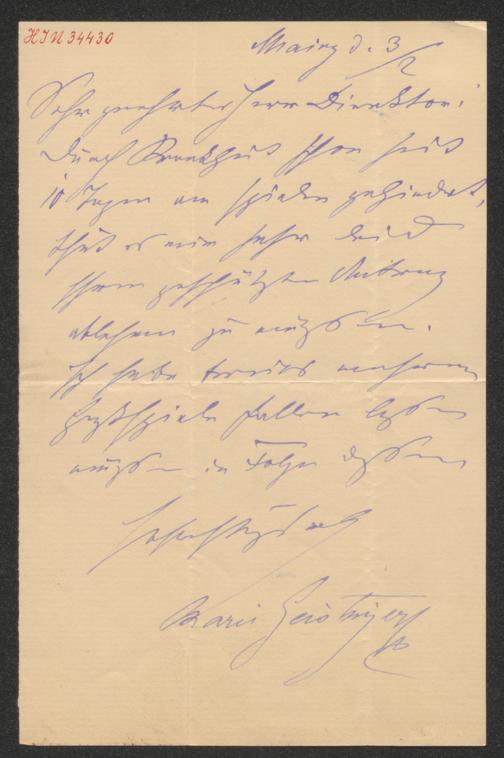 HIN 34430
Mainz d. 3/2
Sehr geehrter Herr Direktor!
Durch Krankheit schon seit
10 Tagen am spielen gehindert,
thut es mir sehr leid
Ihren geschätzten Antrag
ablehnen zu müssen.
Ich habe bereits mehrere
Gastspiele fallen lassen
müssen in Folge dessen
Hochachtungsvoll
Marie Geistinger